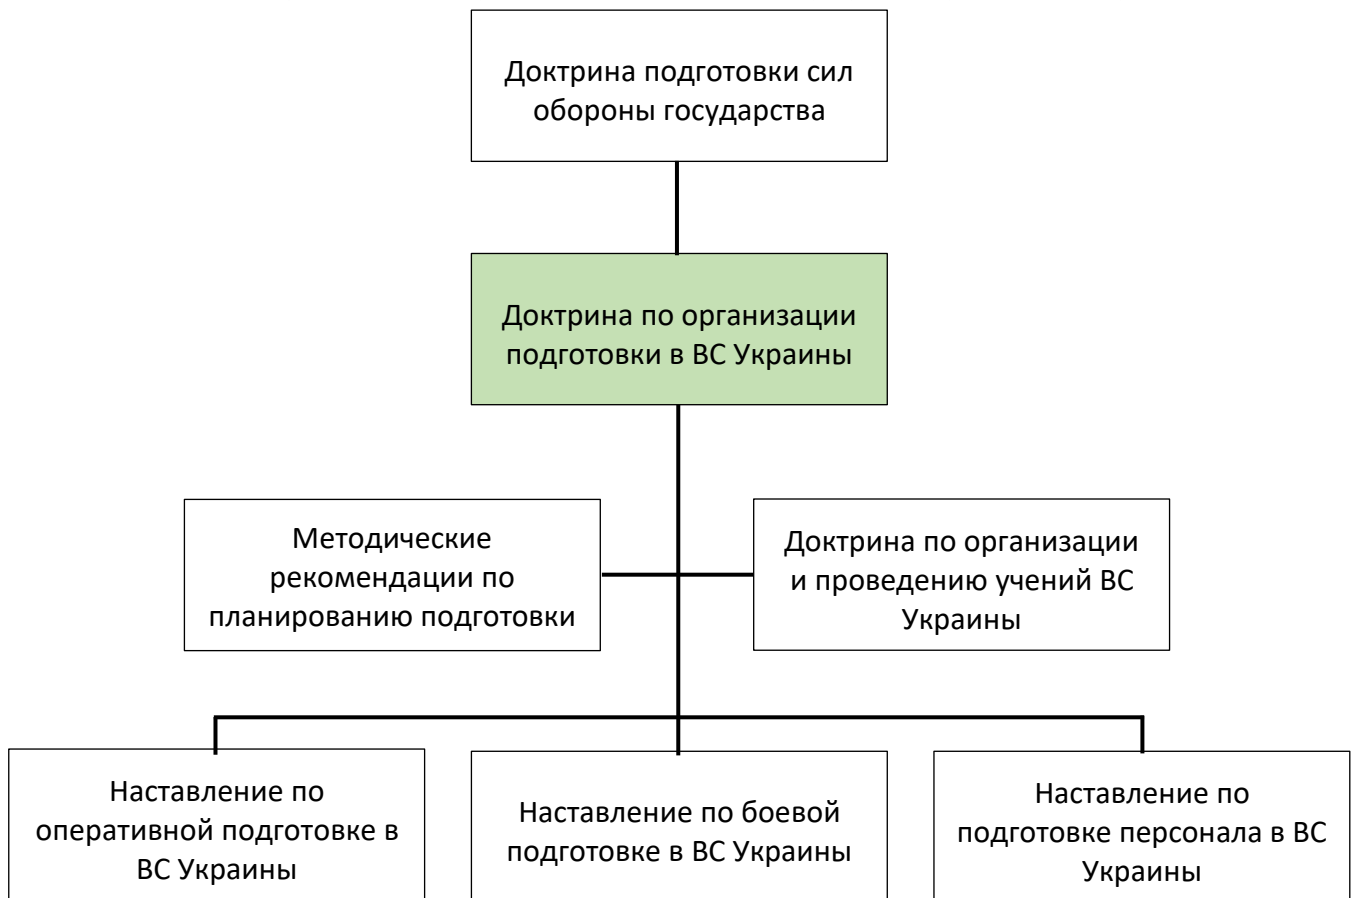 Доктрина подготовки сил
обороны государства
Доктрина по организации
подготовки в ВС Украины
Методические
рекомендации по
планированию подготовки
Доктрина по организации
и проведению учений ВС
Украины
Наставление по
оперативной подготовке в
ВС Украины
Наставление по боевой
подготовке в ВС Украины
Наставление по
подготовке персонала в ВС
Украины